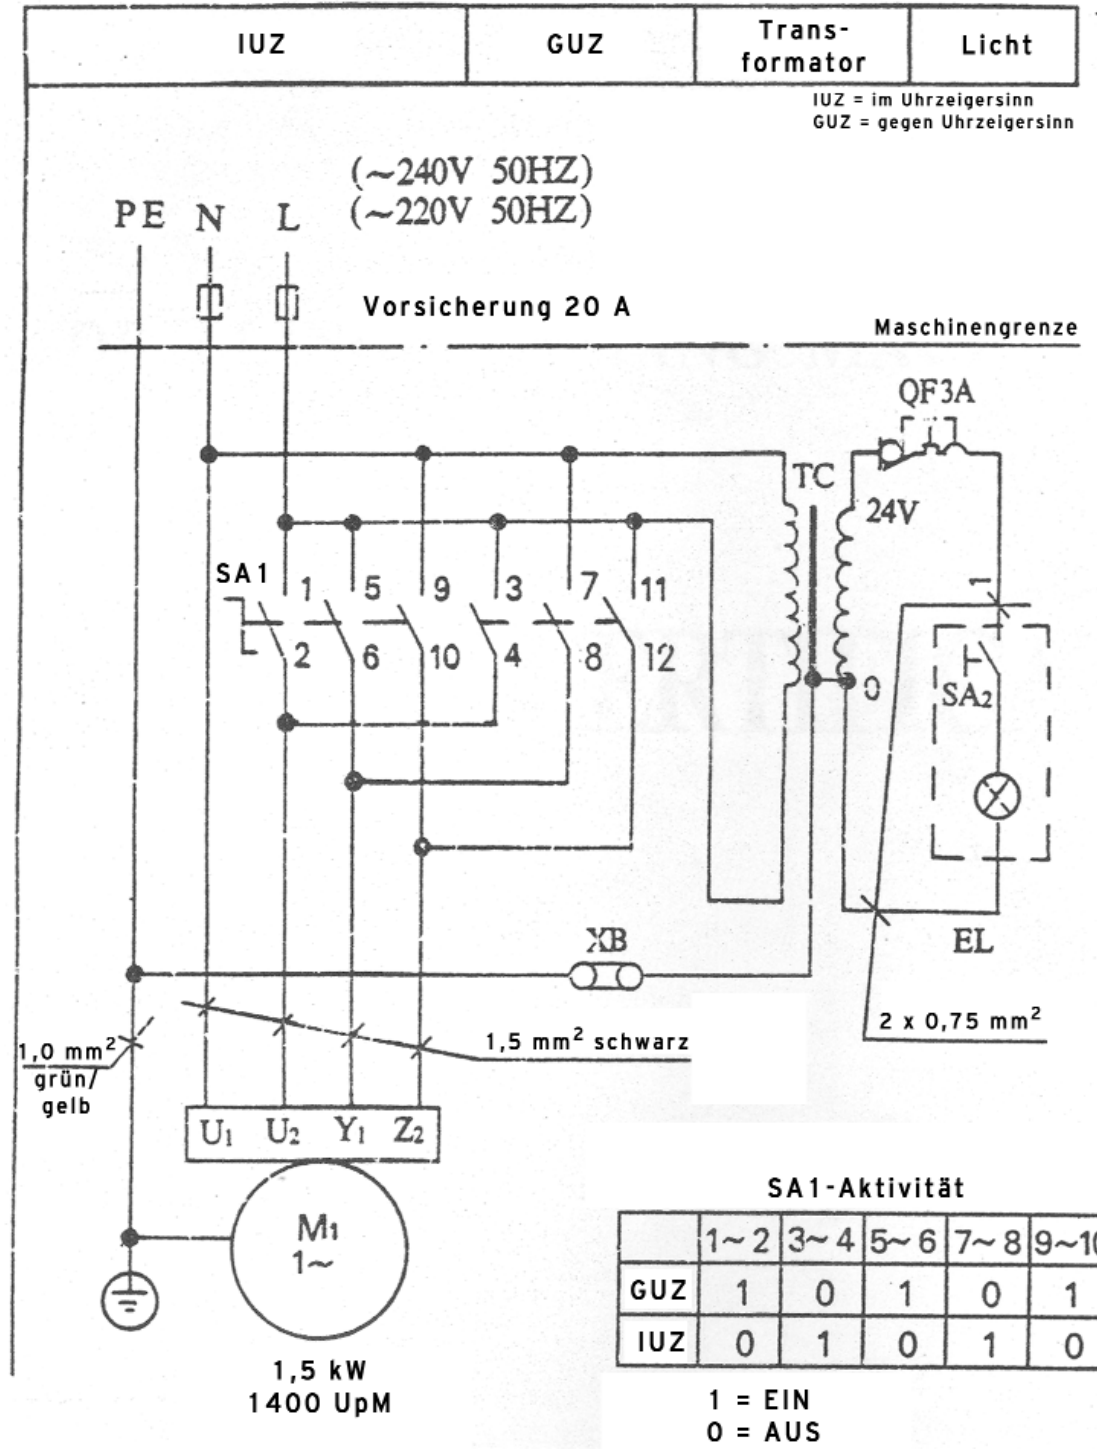 IUZ
GUZ
Trans-
formator
Licht
IUZ = im Uhrzeigersinn
GUZ = gegen Uhrzeigersinn
(~240V 50HZ)
(~220V 50HZ)
PE N L
Vorsicherung 20 A
Maschinengrenze
QF3A
TC
24V
SA1
1 5 9 3 7 11
2 6 10 4 8 12
1
0
SA2
XB
EL
2 x 0,75 mm²
1,5 mm² schwarz
1,0 mm²
grün/
gelb
U1 U2 Y1 Z2
M1
1~
1,5 kW
1400 UpM
SA1-Aktivität
1~2 3~4 5~6 7~8 9~10
GUZ 1 0 1 0 1
IUZ 0 1 0 1 0
1 = EIN
0 = AUS